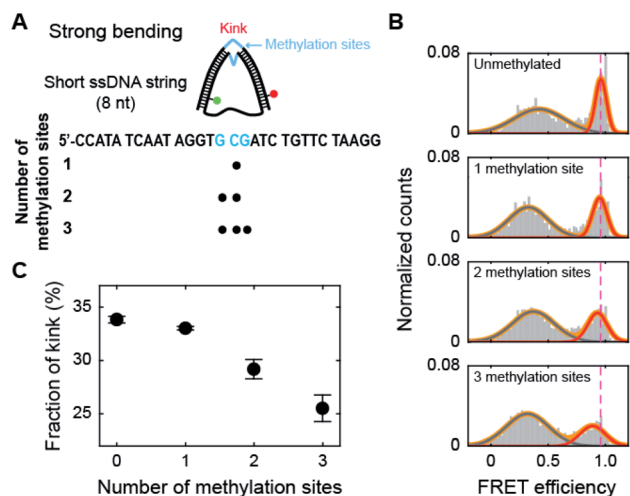 A
Strong bending
Kink
Methylation sites
Short ssDNA string
(8 nt)
5'-CCATA TCAAT AGGTG CGATC TGTTC TAAGG
Number of
methylation sites
1
2
3
B
Normalized counts
0.08
Unmethylated
0
0.08
1 methylation site
0
0.08
2 methylation sites
0
0.08
3 methylation sites
0
0 0.5 1.0
FRET efficiency
C
Fraction of kink (%)
35
30
25
0 1 2 3
Number of methylation sites